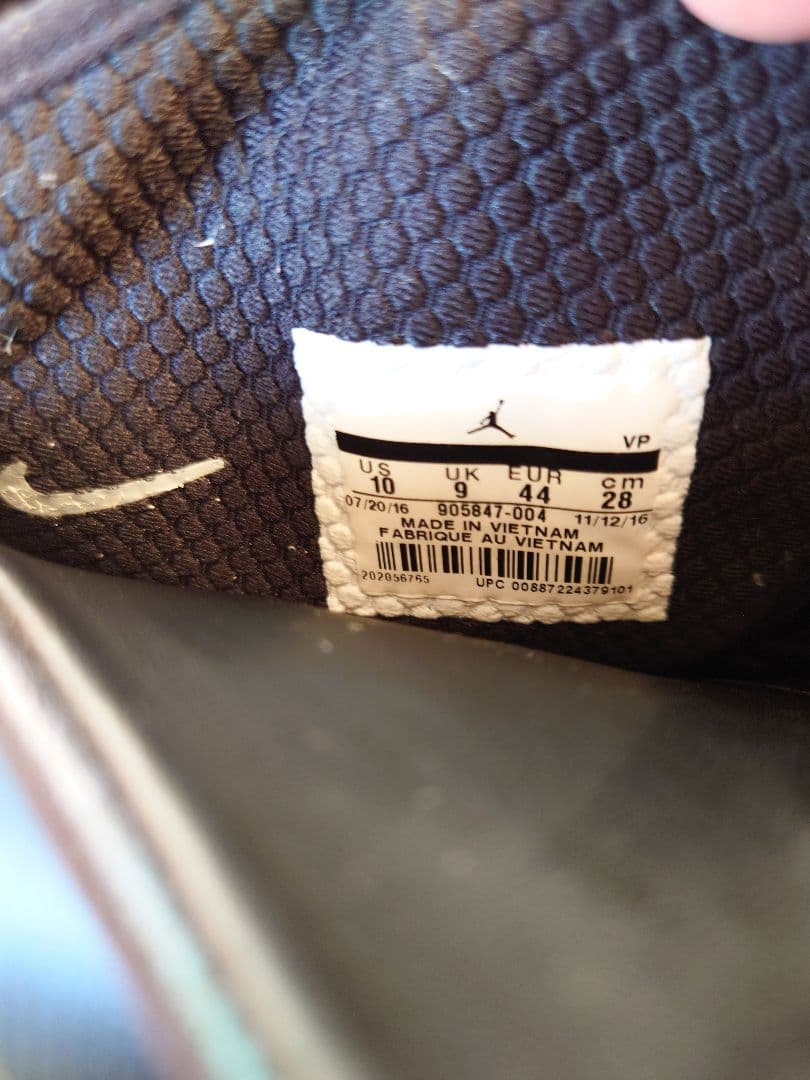 VP
US UK EUR cm
10 9 44 28
07/20/16 905847-004 11/12/16
MADE IN VIETNAM
FABRIQUE AU VIETNAM
202056765 UPC 00887224379101